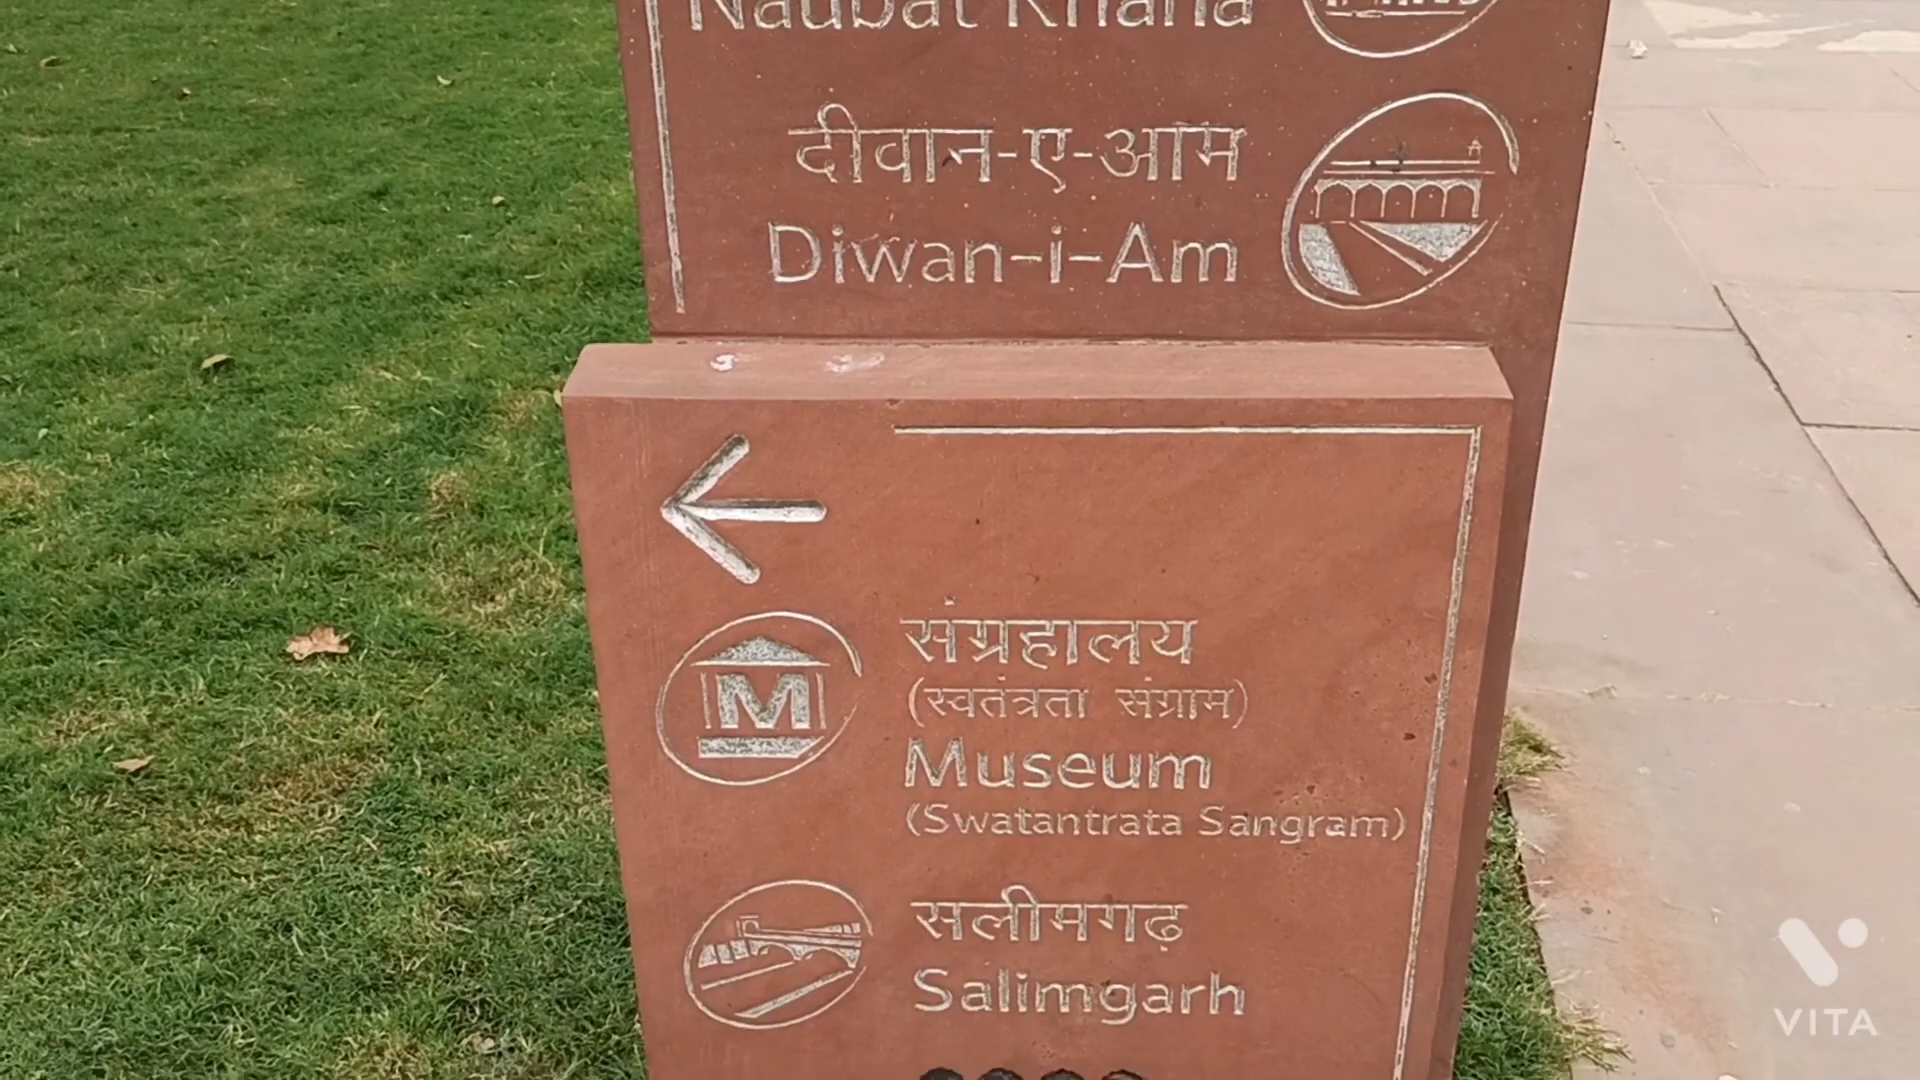 Naubat Khana
दीवान-ए-आम
Diwan-i-Am
संग्रहालय
(स्वतंत्रता संग्राम)
M
Museum
(Swatantrata Sangram)
सलीमगढ़
Salimgarh
VITA